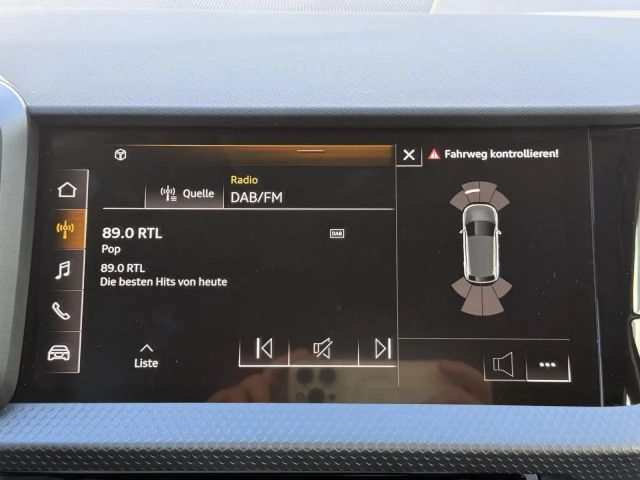 Fahrweg kontrollieren!
Radio
Quelle
DAB/FM
89.0 RTL
DAB
Pop
89.0 RTL
Die besten Hits von heute
Liste